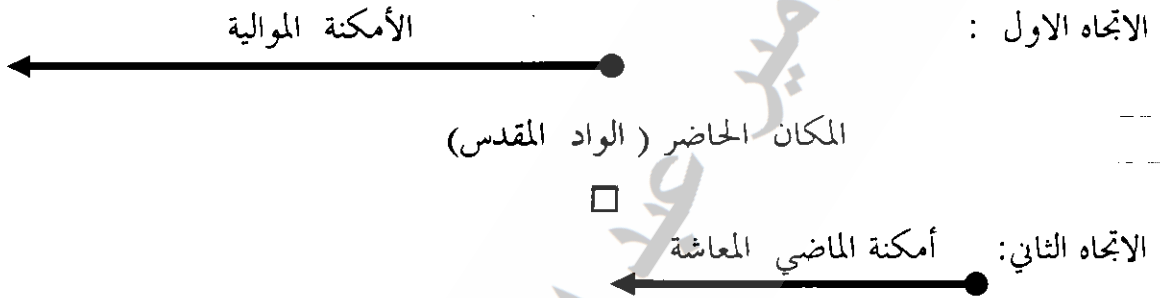 الاتجاه الاول : الأمكنة الموالية
المكان الحاضر ( الواد المقدس)
الاتجاه الثاني: أمكنة الماضي المعاشة